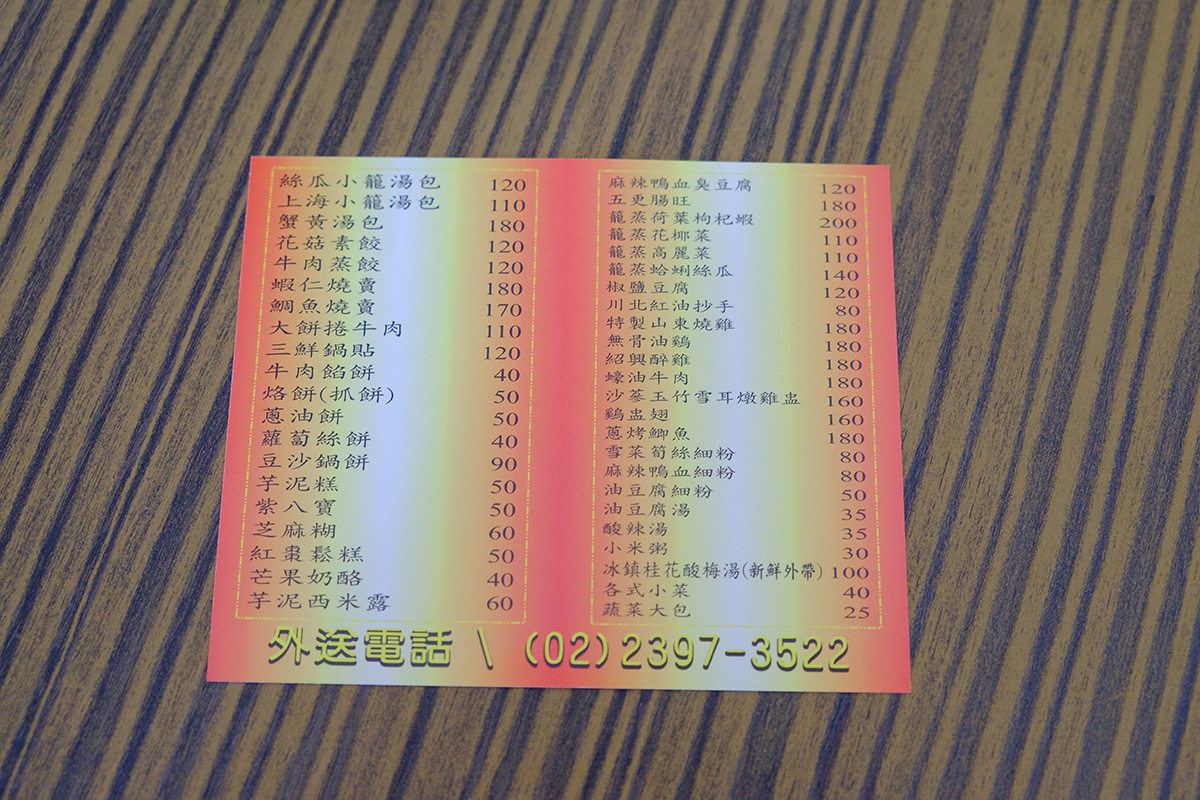 絲瓜小籠湯包 120
上海小籠湯包 110
蟹黃湯包 180
花菇素餃 120
牛肉蒸餃 120
蝦仁燒賣 180
鯛魚燒賣 170
大餅捲牛肉 110
三鮮鍋貼 120
牛肉餡餅 40
烙餅(抓餅) 50
蔥油餅 50
蘿蔔絲餅 40
豆沙鍋餅 90
芋泥糕 50
紫八寶 50
芝麻糊 60
紅棗鬆糕 50
芒果奶酪 40
芋泥西米露 60
麻辣鴨血臭豆腐 120
五更腸旺 180
籠蒸荷葉枸杞蝦 200
籠蒸花椰菜 110
籠蒸高麗菜 110
籠蒸蛤蜊絲瓜 140
椒鹽豆腐 120
川北紅油抄手 80
特製山東燒雞 180
無骨油鷄 180
紹興醉雞 180
蠔油牛肉 180
沙蔘玉竹雪耳燉雞盅 160
鷄盅翅 160
蔥烤鯽魚 180
雪菜筍絲細粉 80
麻辣鴨血細粉 80
油豆腐細粉 50
油豆腐湯 35
酸辣湯 35
小米粥 30
冰鎮桂花酸梅湯(新鮮外帶) 100
各式小菜 40
蔬菜大包 25
外送電話 \ (02)2397-3522